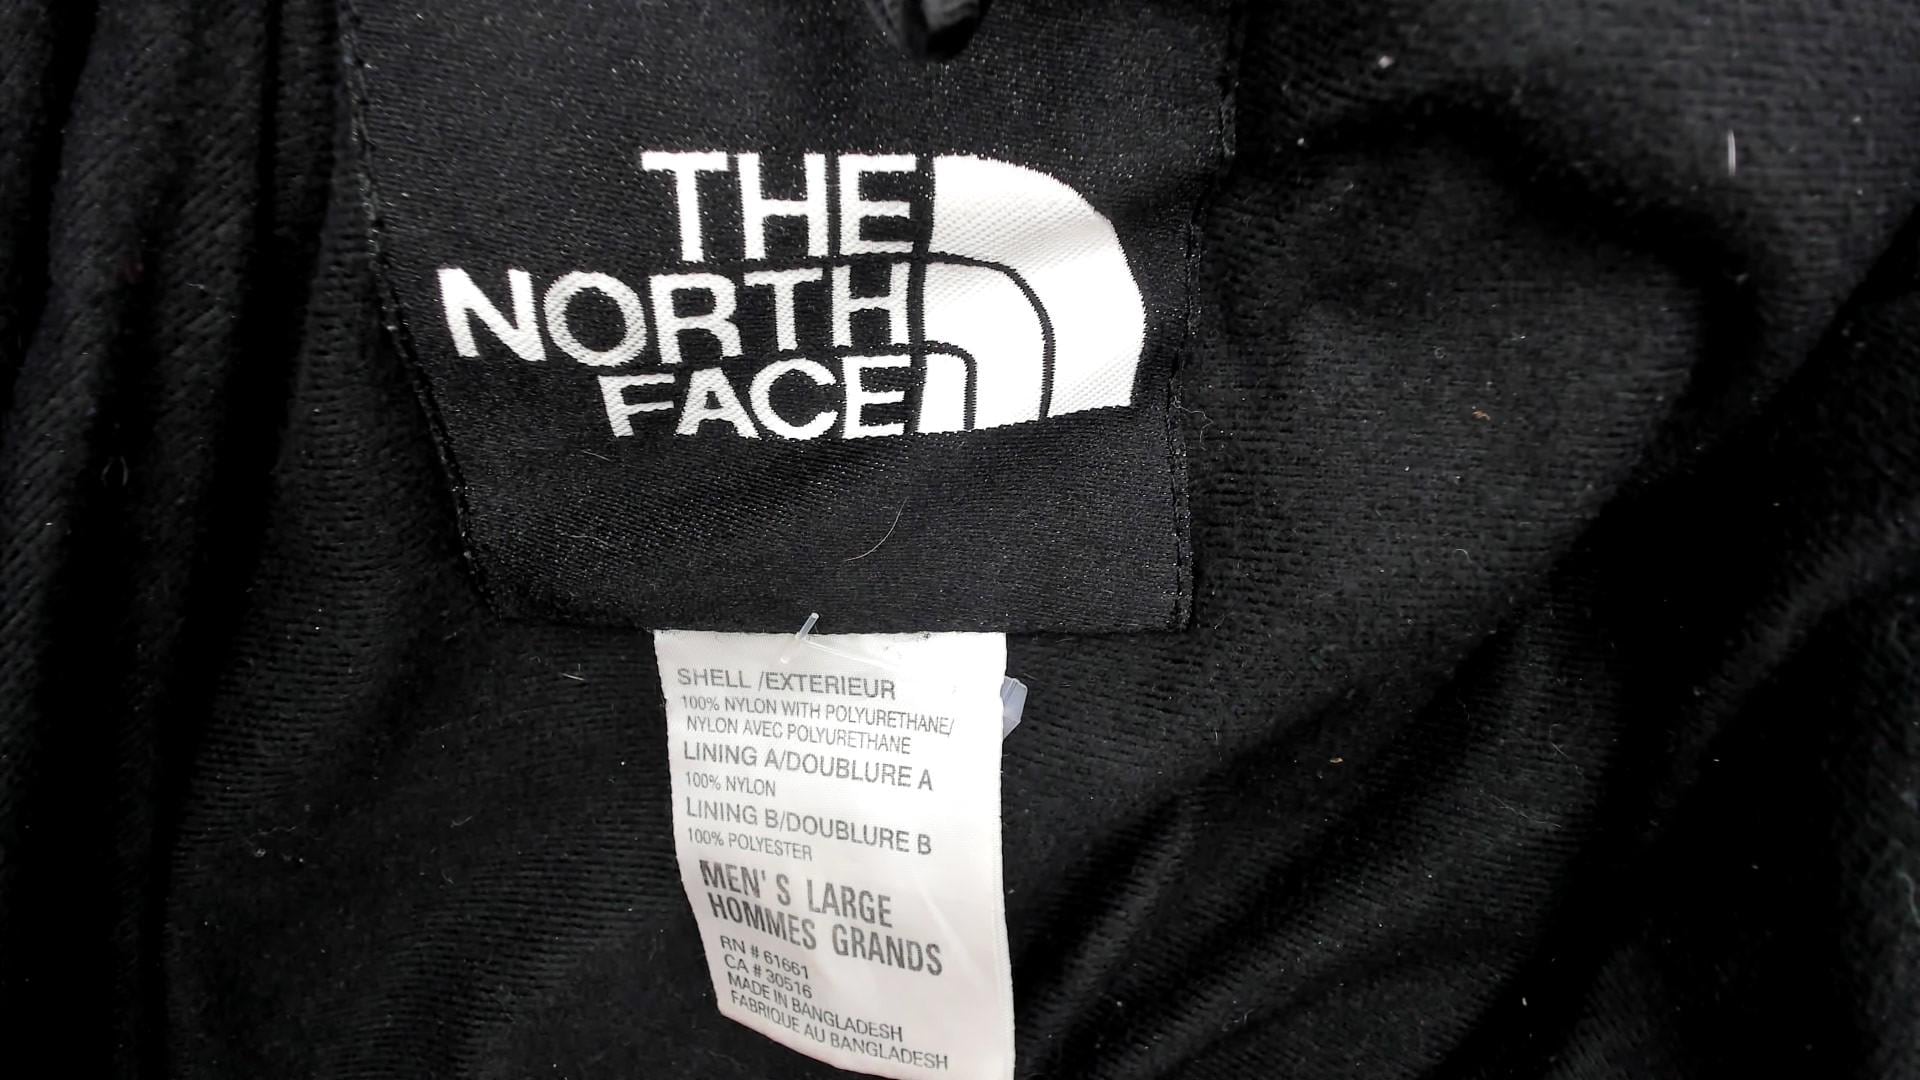 THE
NORTH
FACE
SHELL /EXTERIEUR
100% NYLON WITH POLYURETHANE/
NYLON AVEC POLYURETHANE
LINING A/DOUBLURE A
100% NYLON
LINING B/DOUBLURE B
100% POLYESTER
MEN'S LARGE
HOMMES GRANDS
RN # 61661
CA # 30516
MADE IN BANGLADESH
FABRIQUE AU BANGLADESH